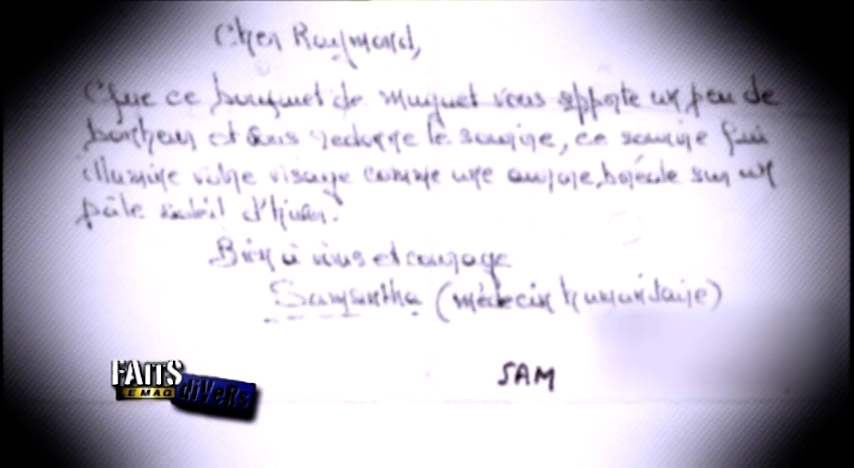 Cher Raymond,
Que ce bouquet de muguet vous apporte un peu de
bonheur et vous redonne le sourire, ce sourire qui
illumine votre visage comme une aurore boréale sur un
pâle soleil d'hiver.
Bien à vous et courage
Samantha (médecin humanitaire)
SAM
FAITS
LE MAG
diVeRs